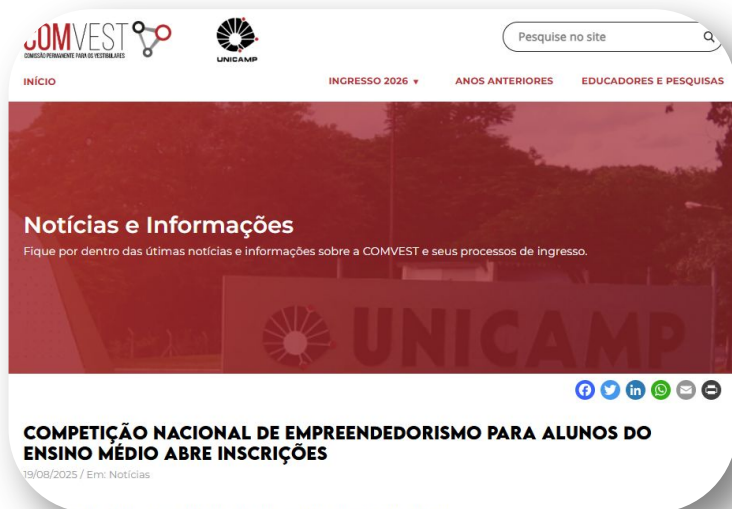 COMVEST
COMISSÃO PERMANENTE PARA OS VESTIBULARES
UNICAMP
Pesquise no site
INÍCIO
INGRESSO 2026 ▼
ANOS ANTERIORES
EDUCADORES E PESQUISAS
Notícias e Informações
Fique por dentro das útimas notícias e informações sobre a COMVEST e seus processos de ingresso.
UNICAMP
COMPETIÇÃO NACIONAL DE EMPREENDEDORISMO PARA ALUNOS DO
ENSINO MÉDIO ABRE INSCRIÇÕES
19/08/2025 / Em: Notícias